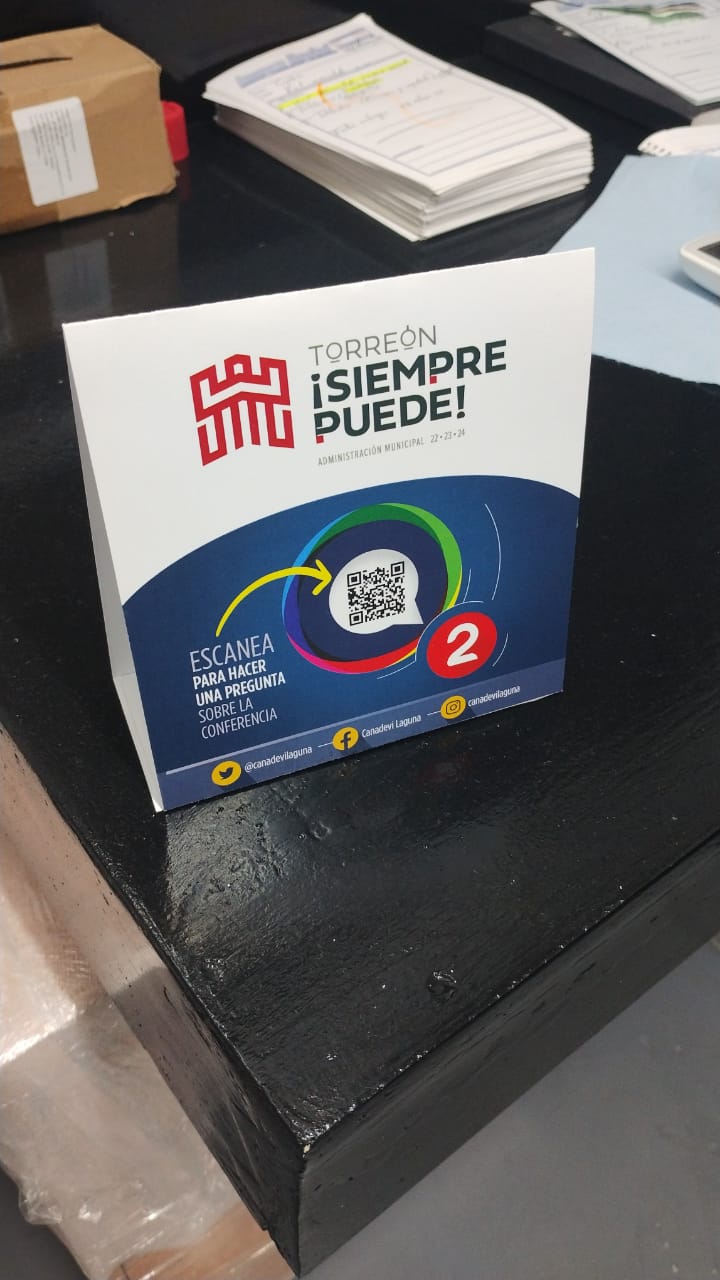 TORREÓN
¡SIEMPRE
PUEDE!
ADMINISTRACIÓN MUNICIPAL 22•23•24
ESCANEA
PARA HACER
UNA PREGUNTA
SOBRE LA
CONFERENCIA
2
@canadevilaguna
Canadevi Laguna
canadevilaguna